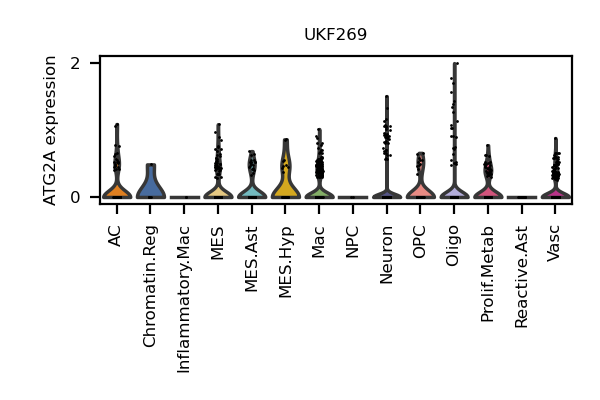 UKF269
ATG2A expression
2
0
AC
Chromatin.Reg
Inflammatory.Mac
MES
MES.Ast
MES.Hyp
Mac
NPC
Neuron
OPC
Oligo
Prolif.Metab
Reactive.Ast
Vasc